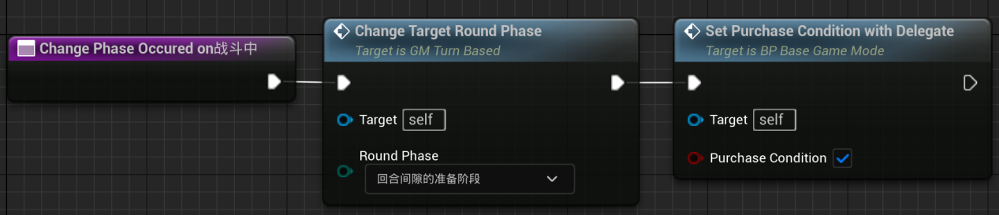 Change Phase Occured on战斗中
Change Target Round Phase
Target is GM Turn Based
Target self
Round Phase
回合间隙的准备阶段
Set Purchase Condition with Delegate
Target is BP Base Game Mode
Target self
Purchase Condition